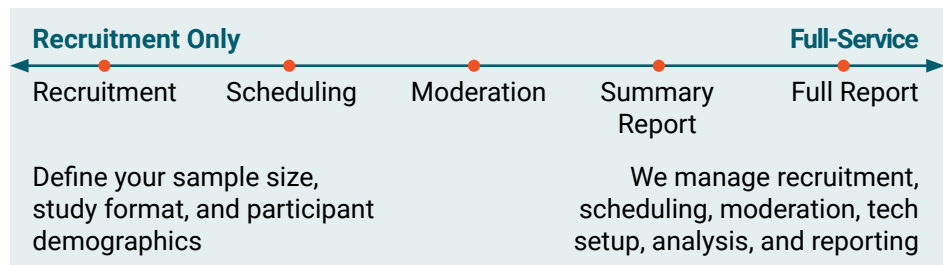 Recruitment Only
Full-Service
Recruitment
Scheduling
Moderation
Summary
Report
Full Report
Define your sample size,
study format, and participant
demographics
We manage recruitment,
scheduling, moderation, tech
setup, analysis, and reporting